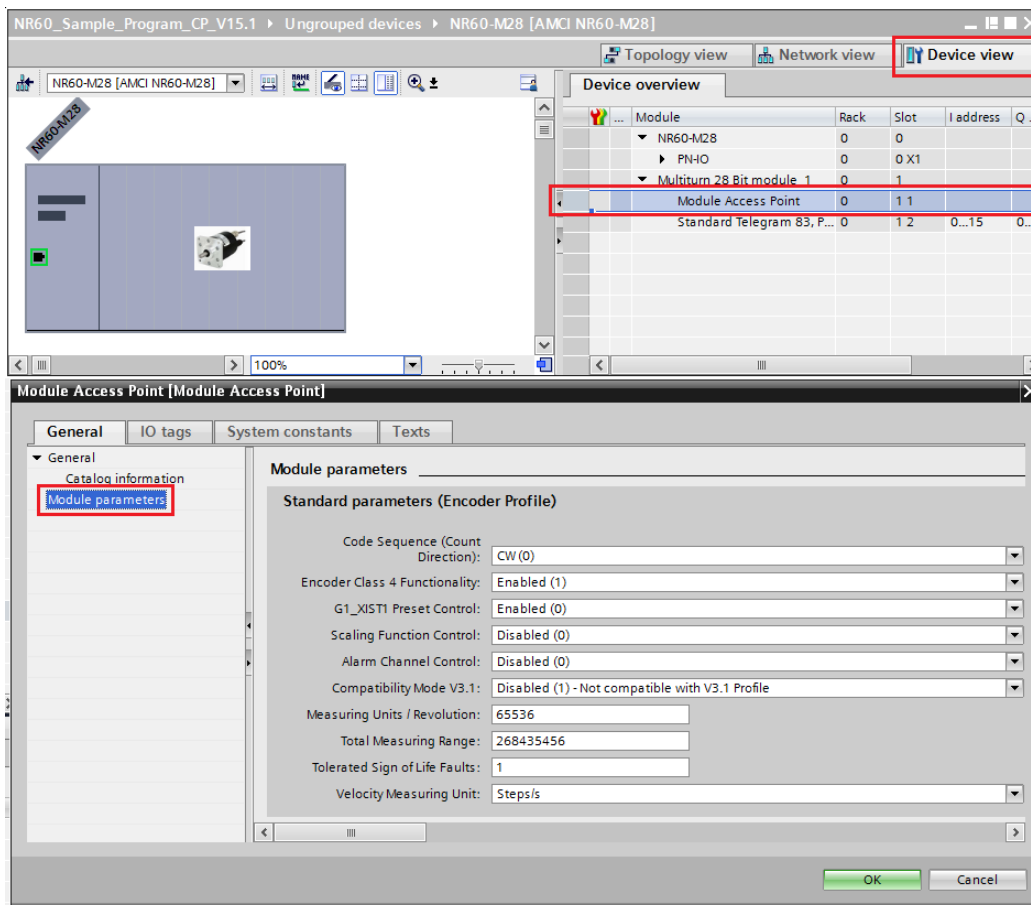 NR60_Sample_Program_CP_V15.1 ▸ Ungrouped devices ▸ NR60-M28 [AMCI NR60-M28]
Topology view Network view Device view
NR60-M28 [AMCI NR60-M28]
Device overview
NR60-M28
... Module Rack Slot I address Q ...
NR60-M28 0 0
PN-IO 0 0 X1
Multiturn 28 Bit module_1 0 1
Module Access Point 0 1 1
Standard Telegram 83, P... 0 1 2 0...15 0...
100%
Module Access Point [Module Access Point]
General IO tags System constants Texts
General
Catalog information
Module parameters
Module parameters
Standard parameters (Encoder Profile)
Code Sequence (Count
Direction): CW (0)
Encoder Class 4 Functionality: Enabled (1)
G1_XIST1 Preset Control: Enabled (0)
Scaling Function Control: Disabled (0)
Alarm Channel Control: Disabled (0)
Compatibility Mode V3.1: Disabled (1) - Not compatible with V3.1 Profile
Measuring Units / Revolution: 65536
Total Measuring Range: 268435456
Tolerated Sign of Life Faults: 1
Velocity Measuring Unit: Steps/s
OK Cancel